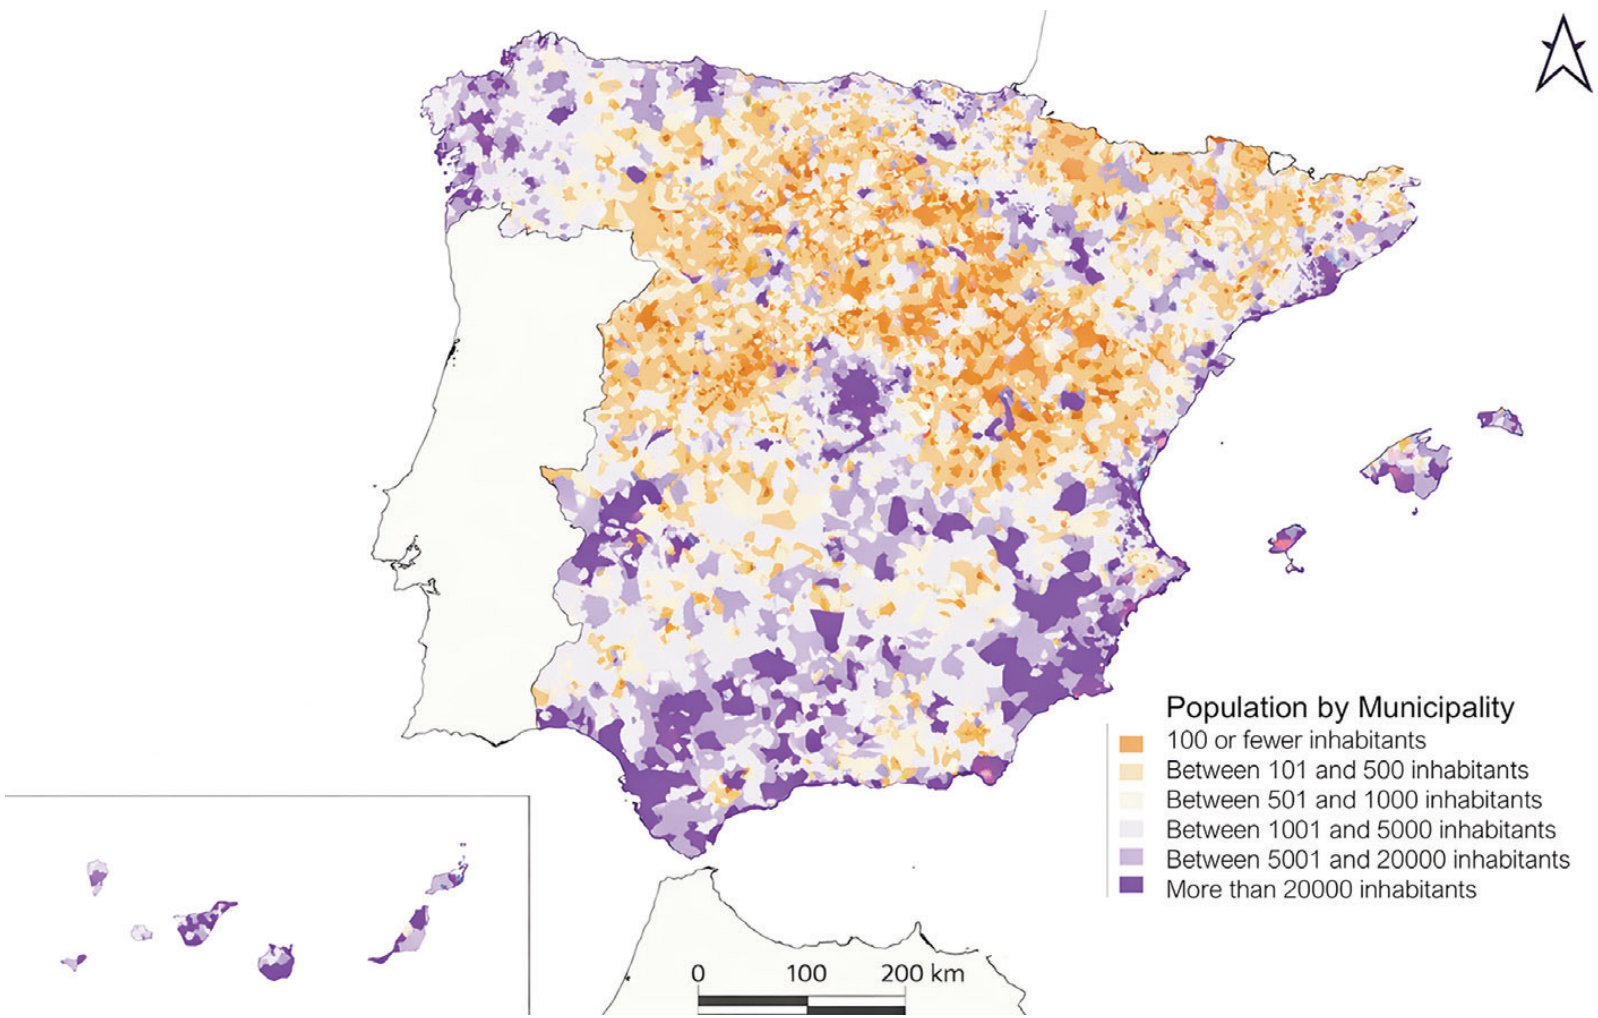 Population by Municipality
100 or fewer inhabitants
Between 101 and 500 inhabitants
Between 501 and 1000 inhabitants
Between 1001 and 5000 inhabitants
Between 5001 and 20000 inhabitants
More than 20000 inhabitants
0 100 200 km